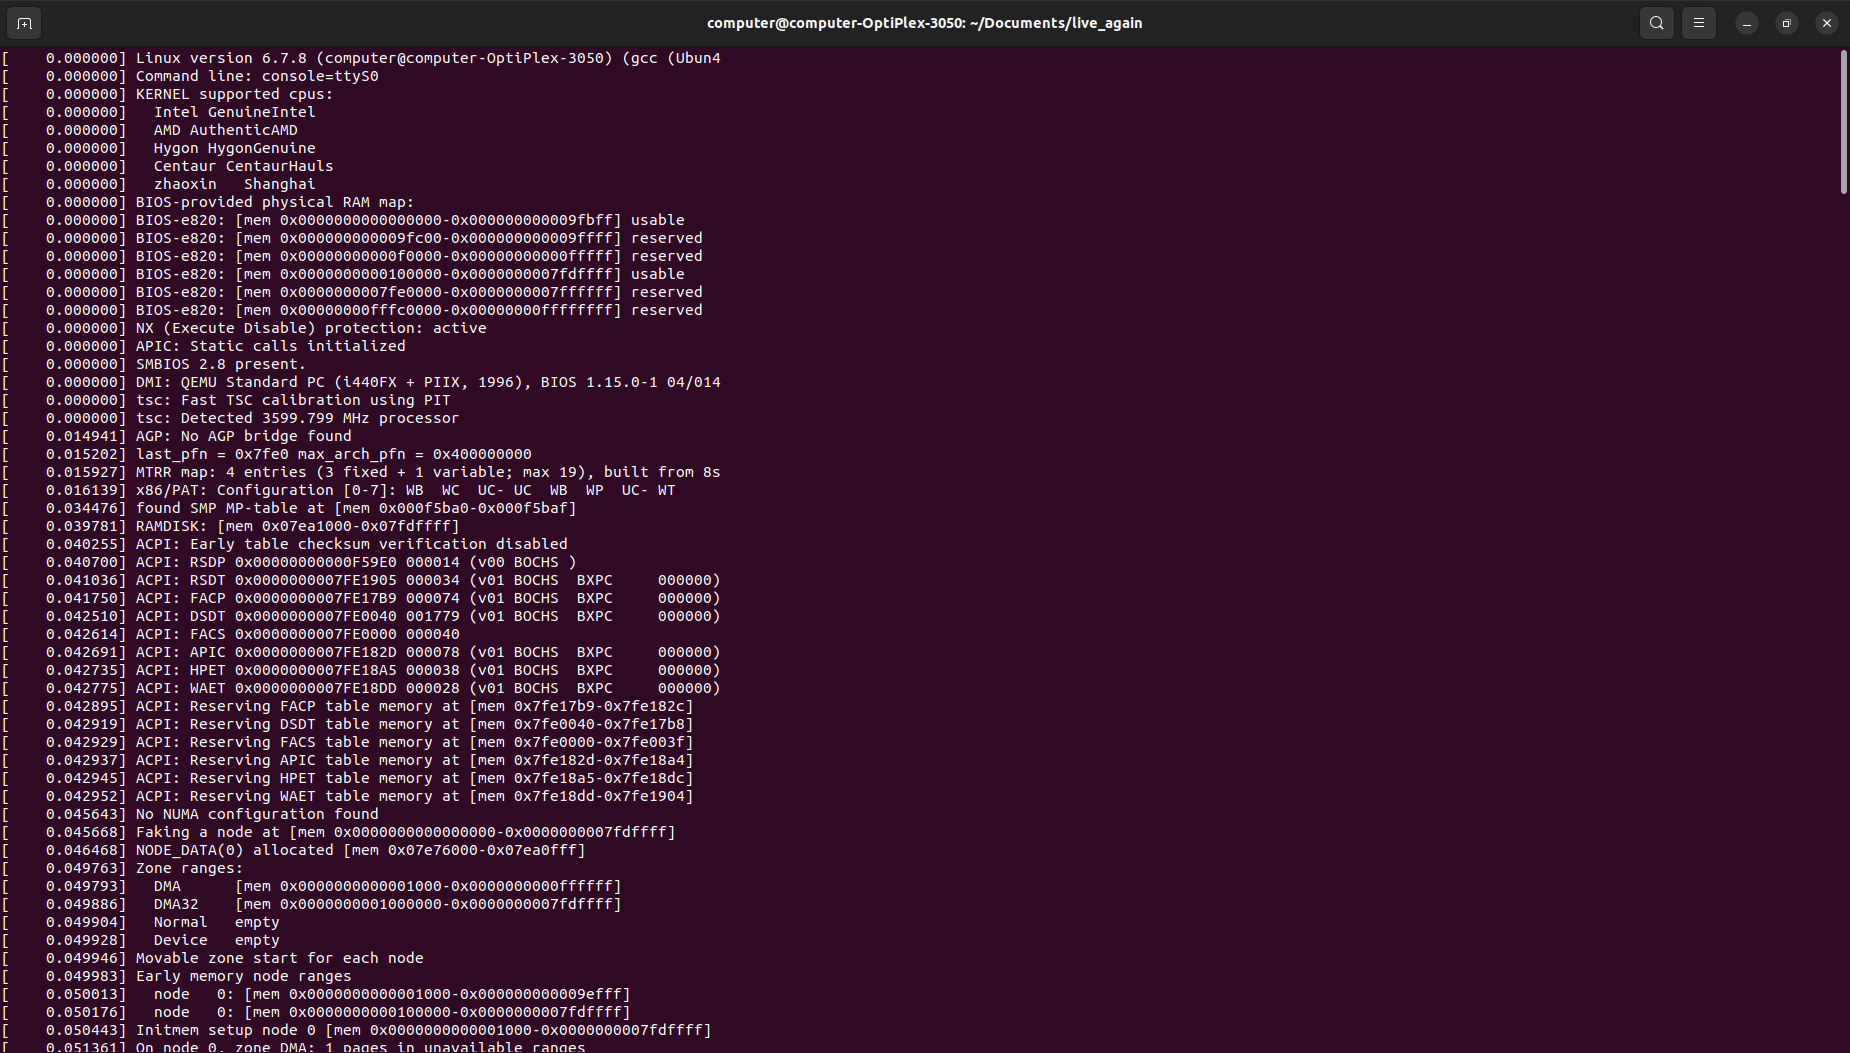 computer@computer-OptiPlex-3050: ~/Documents/live_again
[    0.000000] Linux version 6.7.8 (computer@computer-OptiPlex-3050) (gcc (Ubun4
[    0.000000] Command line: console=ttyS0
[    0.000000] KERNEL supported cpus:
[    0.000000]   Intel GenuineIntel
[    0.000000]   AMD AuthenticAMD
[    0.000000]   Hygon HygonGenuine
[    0.000000]   Centaur CentaurHauls
[    0.000000]   zhaoxin   Shanghai
[    0.000000] BIOS-provided physical RAM map:
[    0.000000] BIOS-e820: [mem 0x0000000000000000-0x000000000009fbff] usable
[    0.000000] BIOS-e820: [mem 0x000000000009fc00-0x000000000009ffff] reserved
[    0.000000] BIOS-e820: [mem 0x00000000000f0000-0x00000000000fffff] reserved
[    0.000000] BIOS-e820: [mem 0x0000000000100000-0x0000000007fdffff] usable
[    0.000000] BIOS-e820: [mem 0x0000000007fe0000-0x0000000007ffffff] reserved
[    0.000000] BIOS-e820: [mem 0x00000000fffc0000-0x00000000ffffffff] reserved
[    0.000000] NX (Execute Disable) protection: active
[    0.000000] APIC: Static calls initialized
[    0.000000] SMBIOS 2.8 present.
[    0.000000] DMI: QEMU Standard PC (i440FX + PIIX, 1996), BIOS 1.15.0-1 04/014
[    0.000000] tsc: Fast TSC calibration using PIT
[    0.000000] tsc: Detected 3599.799 MHz processor
[    0.014941] AGP: No AGP bridge found
[    0.015202] last_pfn = 0x7fe0 max_arch_pfn = 0x400000000
[    0.015927] MTRR map: 4 entries (3 fixed + 1 variable; max 19), built from 8s
[    0.016139] x86/PAT: Configuration [0-7]: WB  WC  UC- UC  WB  WP  UC- WT
[    0.034476] found SMP MP-table at [mem 0x000f5ba0-0x000f5baf]
[    0.039781] RAMDISK: [mem 0x07ea1000-0x07fdffff]
[    0.040255] ACPI: Early table checksum verification disabled
[    0.040700] ACPI: RSDP 0x00000000000F59E0 000014 (v00 BOCHS )
[    0.041036] ACPI: RSDT 0x0000000007FE1905 000034 (v01 BOCHS  BXPC     000000)
[    0.041750] ACPI: FACP 0x0000000007FE17B9 000074 (v01 BOCHS  BXPC     000000)
[    0.042510] ACPI: DSDT 0x0000000007FE0040 001779 (v01 BOCHS  BXPC     000000)
[    0.042614] ACPI: FACS 0x0000000007FE0000 000040
[    0.042691] ACPI: APIC 0x0000000007FE182D 000078 (v01 BOCHS  BXPC     000000)
[    0.042735] ACPI: HPET 0x0000000007FE18A5 000038 (v01 BOCHS  BXPC     000000)
[    0.042775] ACPI: WAET 0x0000000007FE18DD 000028 (v01 BOCHS  BXPC     000000)
[    0.042895] ACPI: Reserving FACP table memory at [mem 0x7fe17b9-0x7fe182c]
[    0.042919] ACPI: Reserving DSDT table memory at [mem 0x7fe0040-0x7fe17b8]
[    0.042929] ACPI: Reserving FACS table memory at [mem 0x7fe0000-0x7fe003f]
[    0.042937] ACPI: Reserving APIC table memory at [mem 0x7fe182d-0x7fe18a4]
[    0.042945] ACPI: Reserving HPET table memory at [mem 0x7fe18a5-0x7fe18dc]
[    0.042952] ACPI: Reserving WAET table memory at [mem 0x7fe18dd-0x7fe1904]
[    0.045643] No NUMA configuration found
[    0.045668] Faking a node at [mem 0x0000000000000000-0x0000000007fdffff]
[    0.046468] NODE_DATA(0) allocated [mem 0x07e76000-0x07ea0fff]
[    0.049763] Zone ranges:
[    0.049793]   DMA      [mem 0x0000000000001000-0x0000000000ffffff]
[    0.049886]   DMA32    [mem 0x0000000001000000-0x0000000007fdffff]
[    0.049904]   Normal   empty
[    0.049928]   Device   empty
[    0.049946] Movable zone start for each node
[    0.049983] Early memory node ranges
[    0.050013]   node   0: [mem 0x0000000000001000-0x000000000009efff]
[    0.050176]   node   0: [mem 0x0000000000100000-0x0000000007fdffff]
[    0.050443] Initmem setup node 0 [mem 0x0000000000001000-0x0000000007fdffff]
[    0.051361] On node 0, zone DMA: 1 pages in unavailable ranges